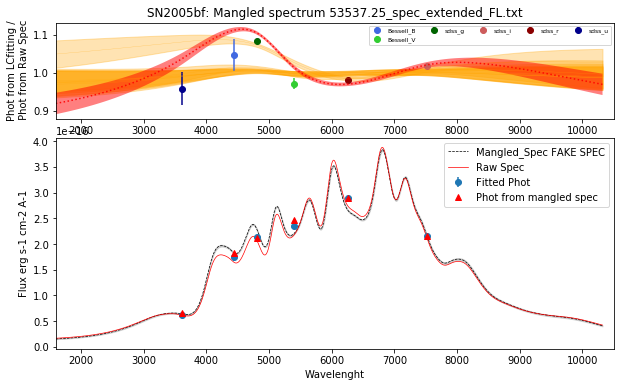 SN2005bf: Mangled spectrum 53537.25_spec_extended_FL.txt
Phot from LCfitting /
Phot from Raw Spec
1.1
1.0
0.9
Bessell_B
Bessell_V
sdss_g
sdss_i
sdss_r
sdss_u
2000 3000 4000 5000 6000 7000 8000 9000 10000
1e−16
Flux erg s-1 cm-2 A-1
4.0
3.5
3.0
2.5
2.0
1.5
1.0
0.5
0.0
Mangled_Spec FAKE SPEC
Raw Spec
Fitted Phot
Phot from mangled spec
2000 3000 4000 5000 6000 7000 8000 9000 10000
Wavelenght